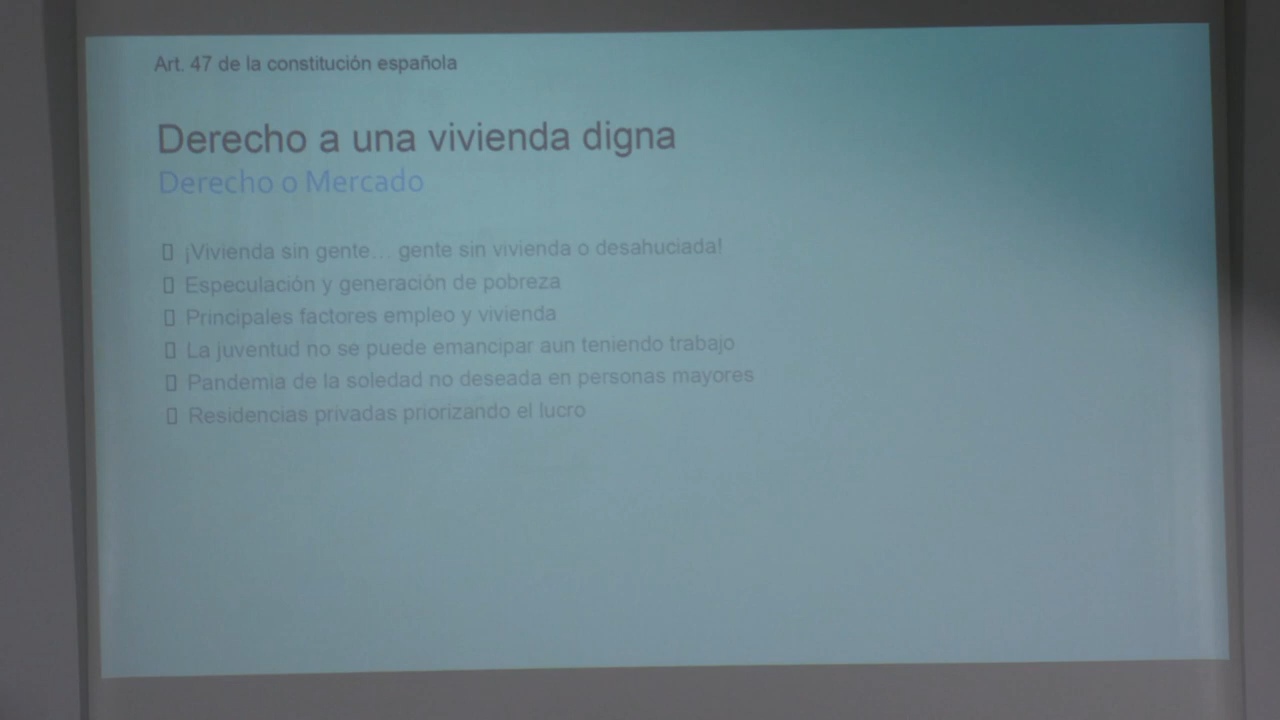 Art. 47 de la constitución española
Derecho a una vivienda digna
Derecho o Mercado
▯ ¡Vivienda sin gente... gente sin vivienda o desahuciada!
▯ Especulación y generación de pobreza
▯ Principales factores empleo y vivienda
▯ La juventud no se puede emancipar aun teniendo trabajo
▯ Pandemia de la soledad no deseada en personas mayores
▯ Residencias privadas priorizando el lucro